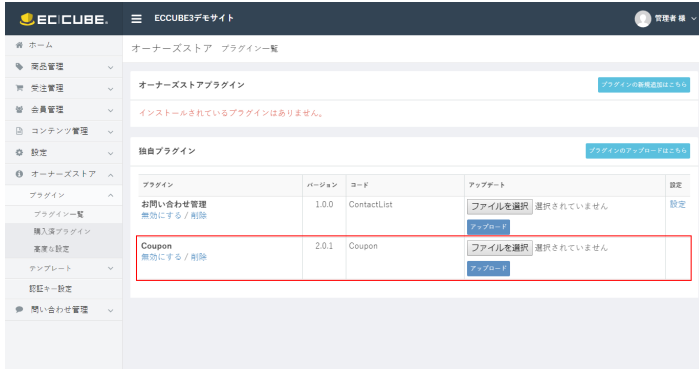 EC CUBE. ECCUBE3デモサイト 管理者 様
ホーム
商品管理
受注管理
会員管理
コンテンツ管理
設定
オーナーズストア
プラグイン
プラグイン一覧
購入済プラグイン
高度な設定
テンプレート
認証キー設定
問い合わせ管理
オーナーズストア プラグイン一覧
オーナーズストアプラグイン プラグインの新規追加はこちら
インストールされているプラグインはありません。
独自プラグイン プラグインのアップロードはこちら
プラグイン バージョン コード アップデート 設定
お問い合わせ管理 1.0.0 ContactList ファイルを選択 選択されていません 設定
無効にする / 削除 アップロード
Coupon 2.0.1 Coupon ファイルを選択 選択されていません
無効にする / 削除 アップロード